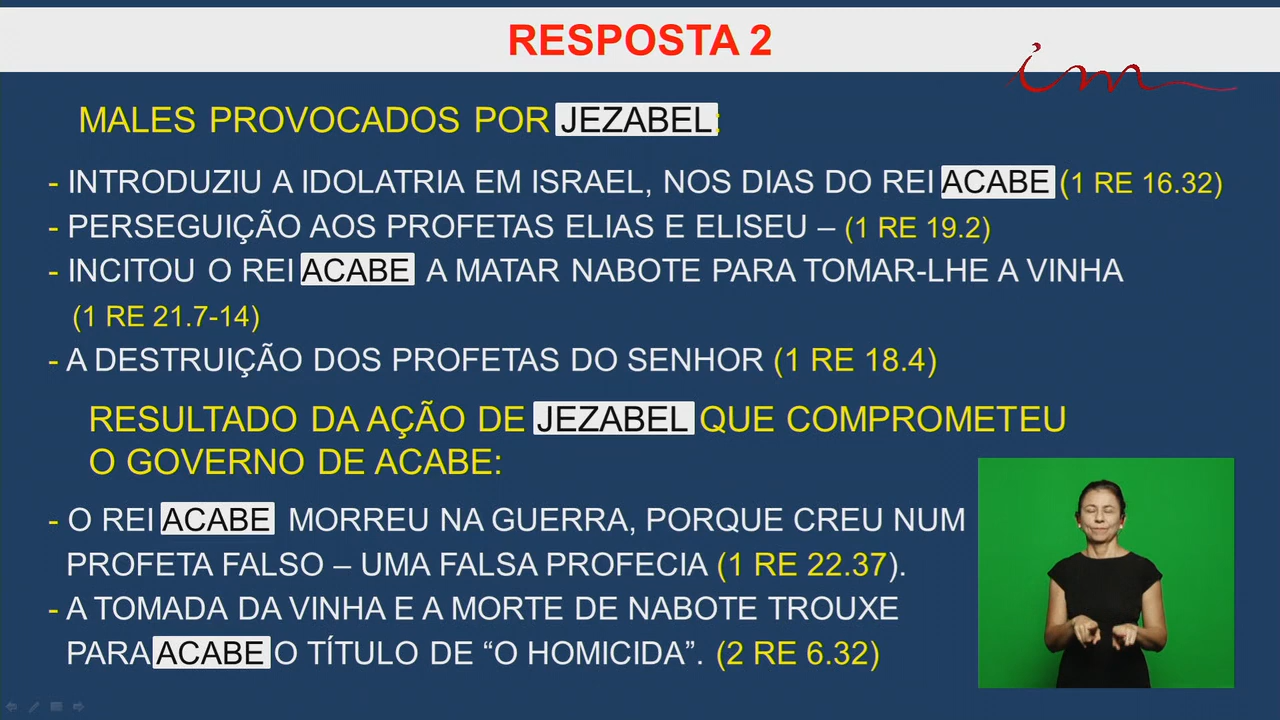 RESPOSTA 2
im
MALES PROVOCADOS POR JEZABEL:
- INTRODUZIU A IDOLATRIA EM ISRAEL, NOS DIAS DO REI ACABE (1 RE 16.32)
- PERSEGUIÇÃO AOS PROFETAS ELIAS E ELISEU – (1 RE 19.2)
- INCITOU O REI ACABE A MATAR NABOTE PARA TOMAR-LHE A VINHA
(1 RE 21.7-14)
- A DESTRUIÇÃO DOS PROFETAS DO SENHOR (1 RE 18.4)
RESULTADO DA AÇÃO DE JEZABEL QUE COMPROMETEU
O GOVERNO DE ACABE:
- O REI ACABE MORREU NA GUERRA, PORQUE CREU NUM
PROFETA FALSO – UMA FALSA PROFECIA (1 RE 22.37).
- A TOMADA DA VINHA E A MORTE DE NABOTE TROUXE
PARA ACABE O TÍTULO DE “O HOMICIDA”. (2 RE 6.32)